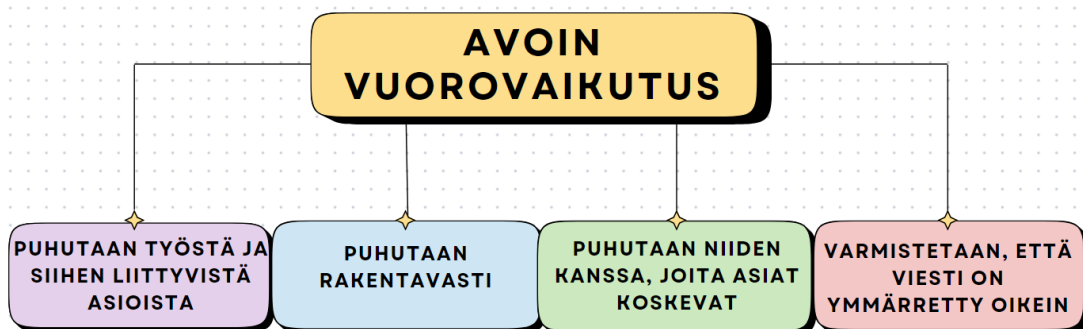 AVOIN
VUOROVAIKUTUS
PUHUTAAN TYÖSTÄ JA
SIIHEN LIITTYVISTÄ
ASIOISTA
PUHUTAAN
RAKENTAVASTI
PUHUTAAN NIIDEN
KANSSA, JOITA ASIAT
KOSKEVAT
VARMISTETAAN, ETTÄ
VIESTI ON
YMMÄRRETTY OIKEIN